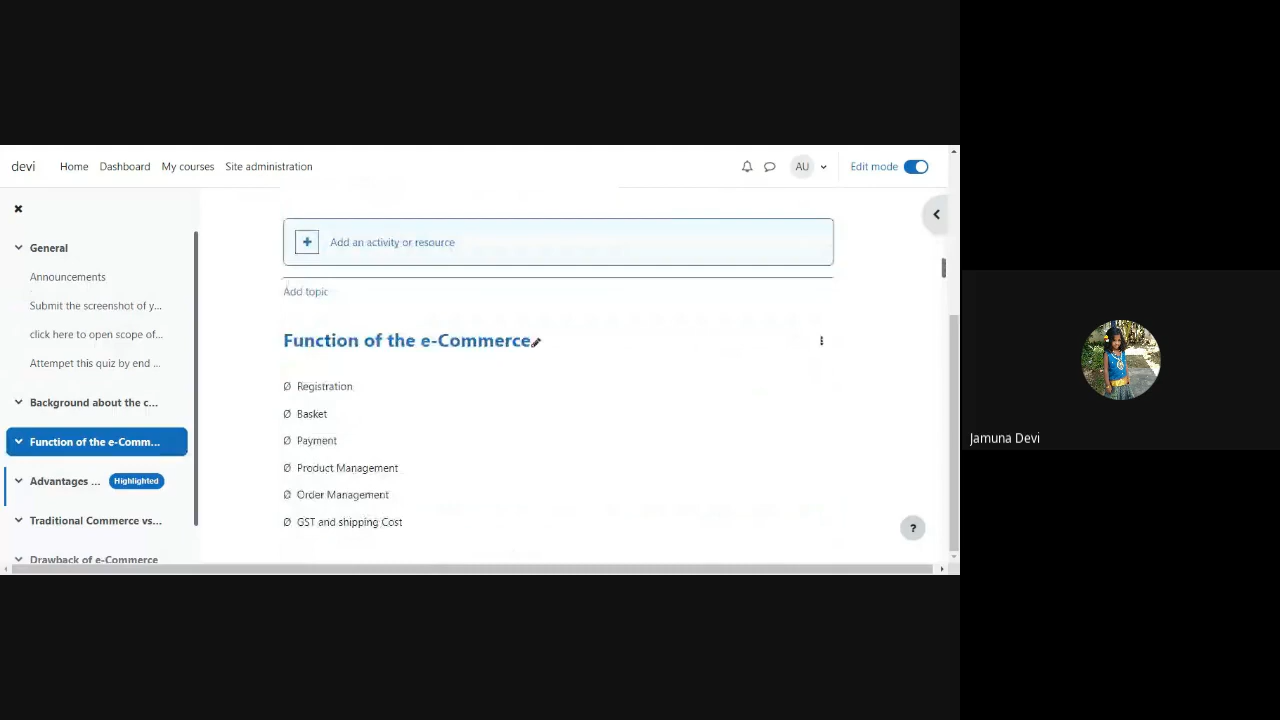 devi Home Dashboard My courses Site administration AU Edit mode
General
Announcements
Submit the screenshot of y...
click here to open scope of...
Attempet this quiz by end ...
Background about the c...
Function of the e-Comm...
Advantages ... Highlighted
Traditional Commerce vs...
Drawback of e-Commerce
+ Add an activity or resource
Add topic
Function of the e-Commerce
Ø Registration
Ø Basket
Ø Payment
Ø Product Management
Ø Order Management
Ø GST and shipping Cost
?
Jamuna Devi